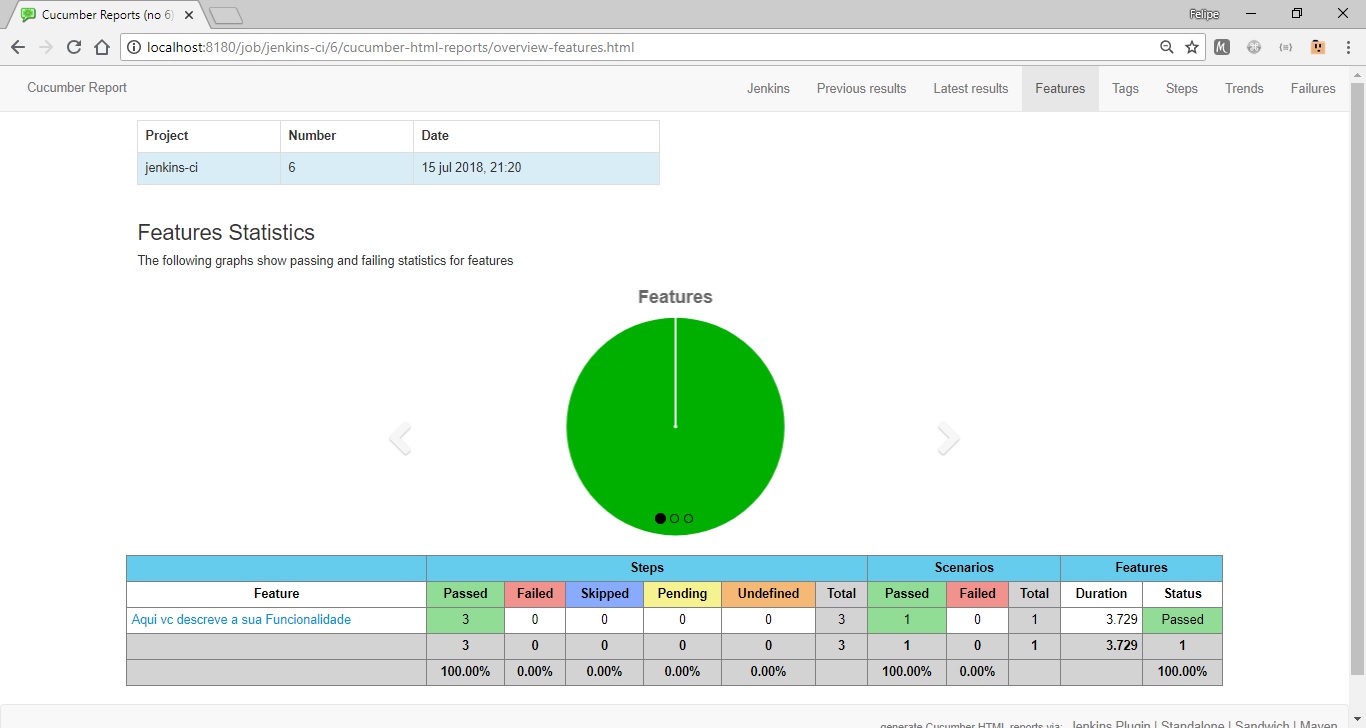 Cucumber Reports (no 6)
Felipe
localhost:8180/job/jenkins-ci/6/cucumber-html-reports/overview-features.html
Cucumber Report Jenkins Previous results Latest results Features Tags Steps Trends Failures
Project Number Date
jenkins-ci 6 15 jul 2018, 21:20
Features Statistics
The following graphs show passing and failing statistics for features
Features
Steps Scenarios Features
Feature Passed Failed Skipped Pending Undefined Total Passed Failed Total Duration Status
Aqui vc descreve a sua Funcionalidade 3 0 0 0 0 3 1 0 1 3.729 Passed
3 0 0 0 0 3 1 0 1 3.729 1
100.00% 0.00% 0.00% 0.00% 0.00% 100.00% 0.00% 100.00%
generate Cucumber HTML reports via: Jenkins Plugin | Standalone | Sandwich | Maven